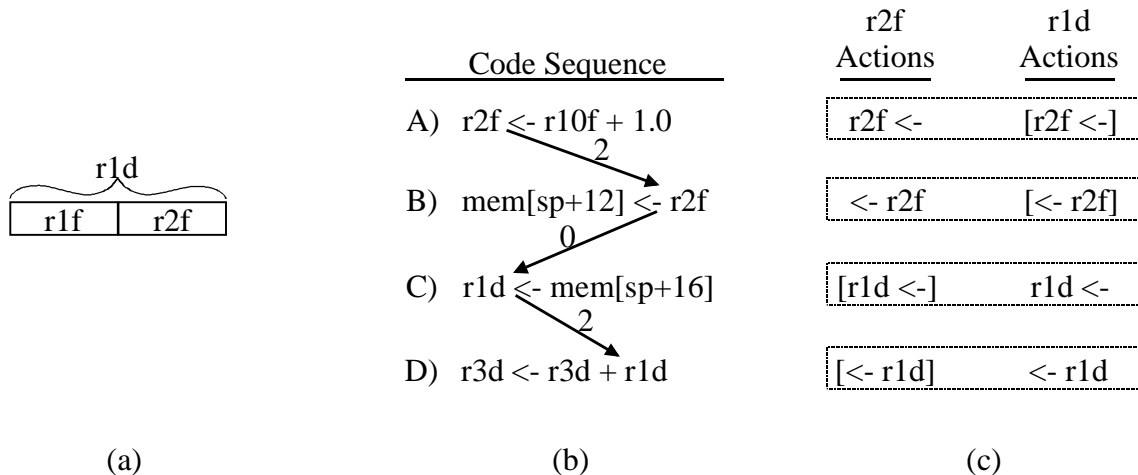 r1d
r1f r2f
(a)
Code Sequence
A) r2f <- r10f + 1.0
2
B) mem[sp+12] <- r2f
0
C) r1d <- mem[sp+16]
2
D) r3d <- r3d + r1d
(b)
r2f r1d
Actions Actions
r2f <- [r2f <-]
<- r2f [<- r2f]
[r1d <-] r1d <-
[<- r1d] <- r1d
(c)